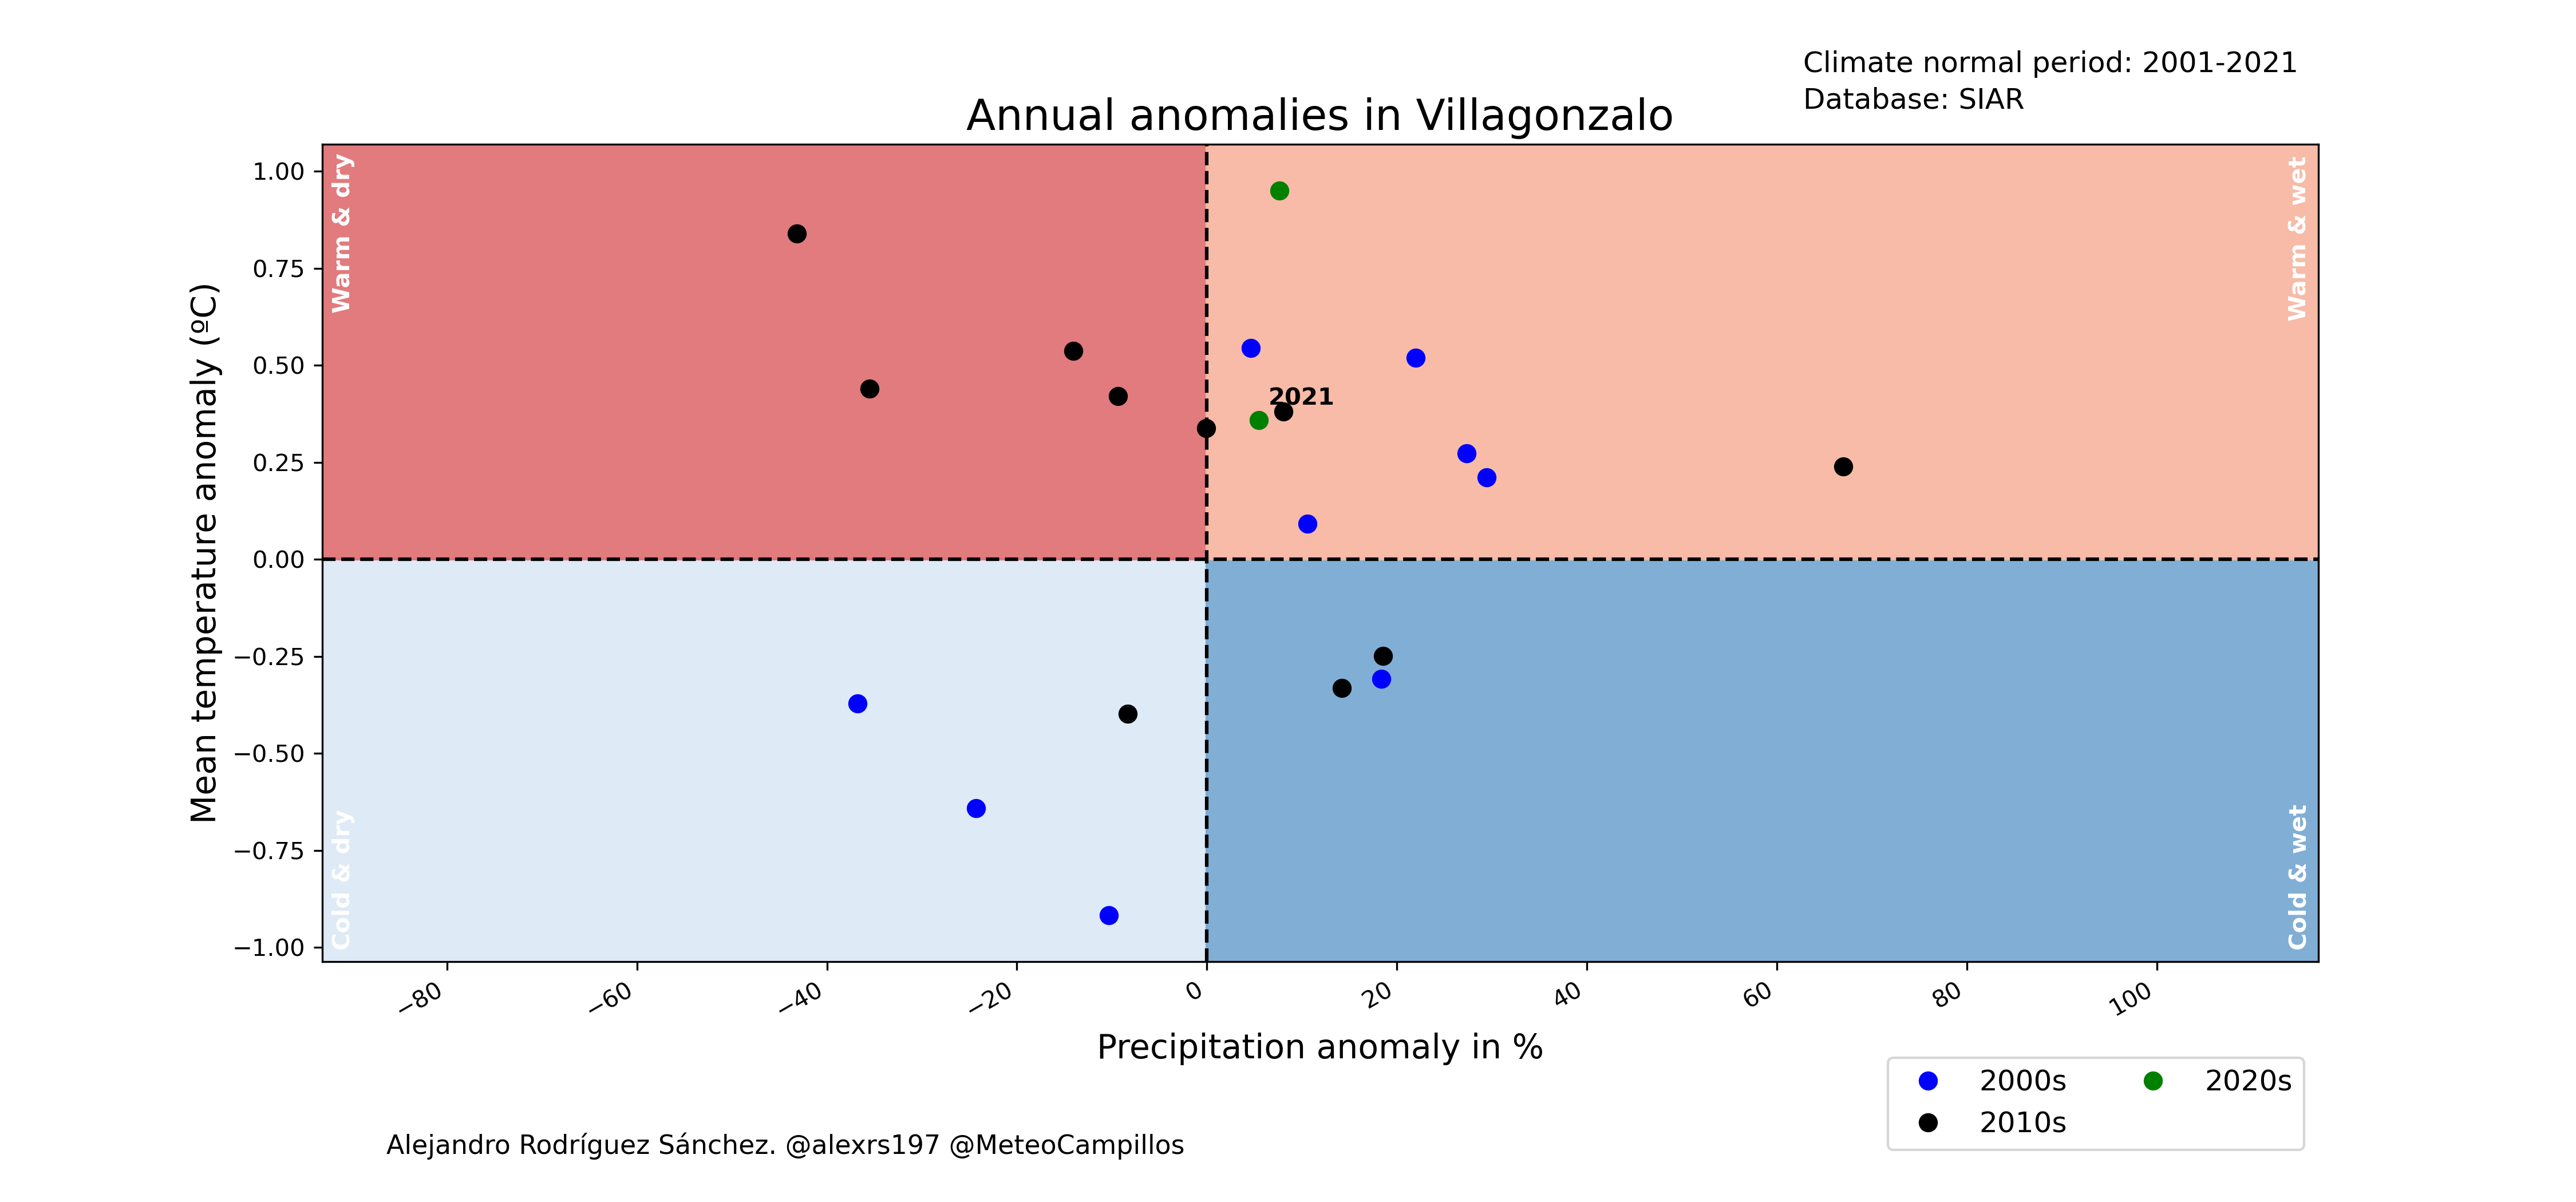 Climate normal period: 2001-2021
Database: SIAR
Annual anomalies in Villagonzalo
Warm & dry
Warm & wet
Cold & dry
Cold & wet
2021
Mean temperature anomaly (ºC)
1.00
0.75
0.50
0.25
0.00
−0.25
−0.50
−0.75
−1.00
−80
−60
−40
−20
0
20
40
60
80
100
Precipitation anomaly in %
2000s
2010s
2020s
Alejandro Rodríguez Sánchez. @alexrs197 @MeteoCampillos